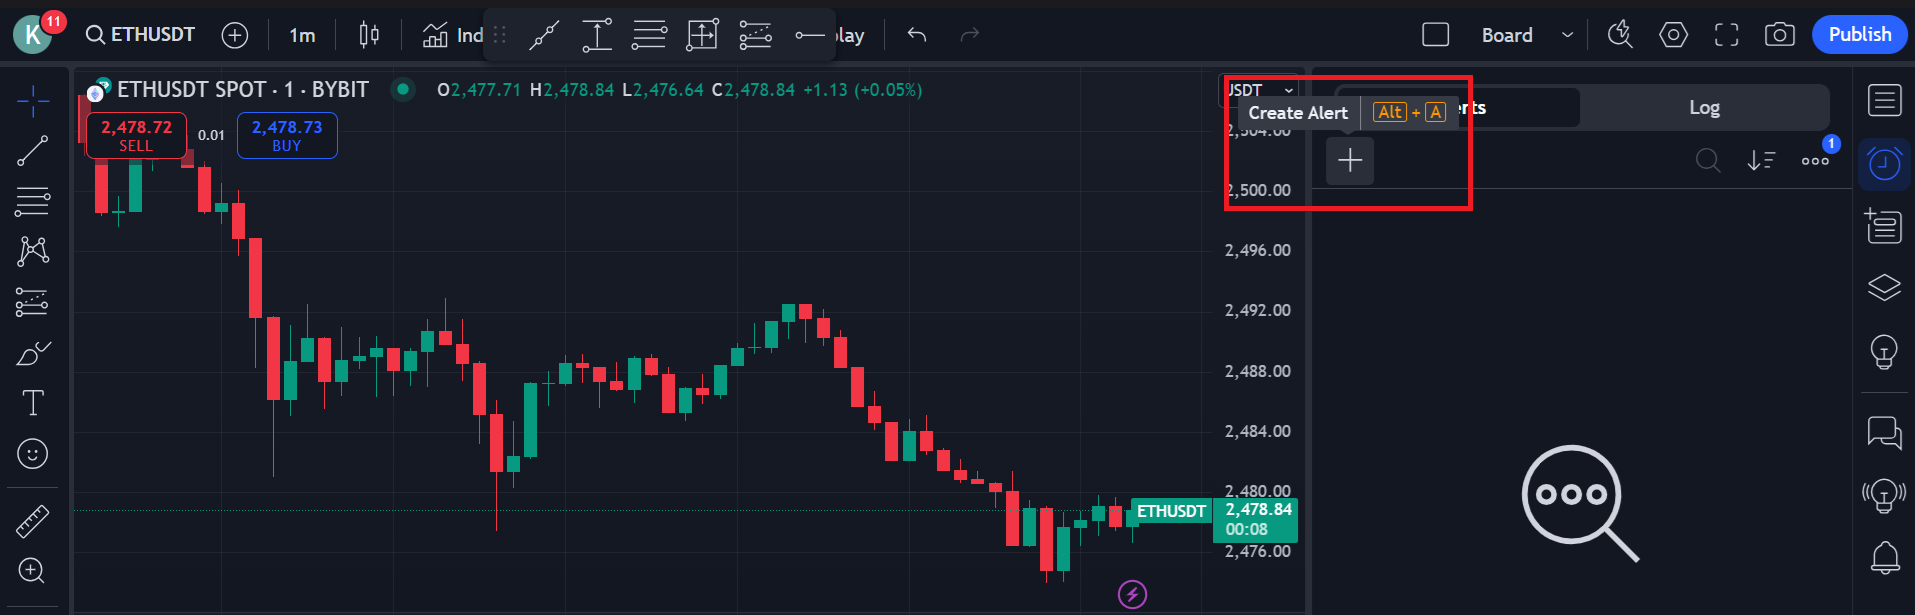 K
11
ETHUSDT
1m
Ind
lay
Board
Publish
ETHUSDT SPOT · 1 · BYBIT
O2,477.71 H2,478.84 L2,476.64 C2,478.84 +1.13 (+0.05%)
2,478.72
SELL
0.01
2,478.73
BUY
USDT
Create Alert
Alt + A
rts
Log
1
2,504.00
2,500.00
2,496.00
2,492.00
2,488.00
2,484.00
2,480.00
ETHUSDT
2,478.84
00:08
2,476.00
T